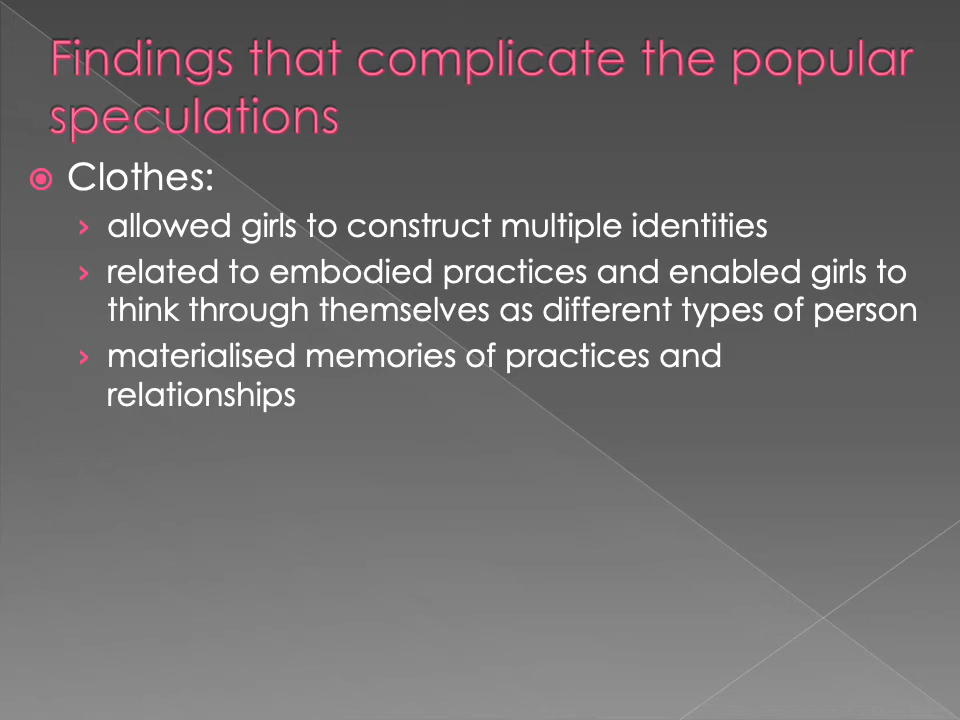 Findings that complicate the popular
speculations
Clothes:
allowed girls to construct multiple identities
related to embodied practices and enabled girls to
think through themselves as different types of person
materialised memories of practices and
relationships